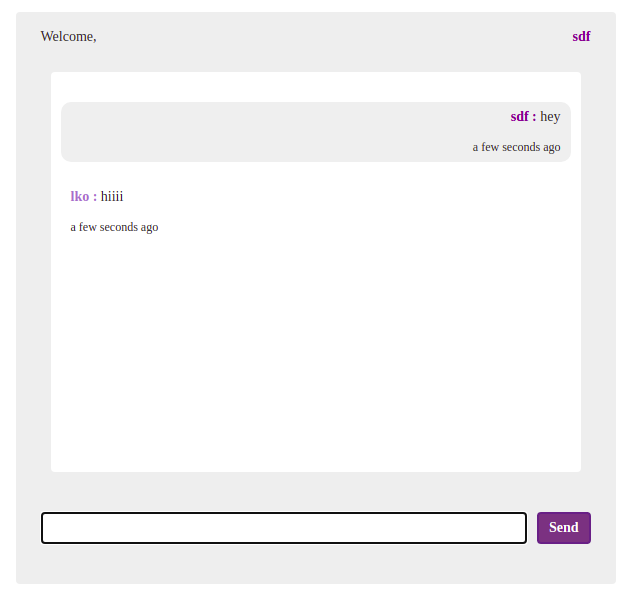 Welcome, sdf
sdf : hey
a few seconds ago
lko : hiiii
a few seconds ago
Send